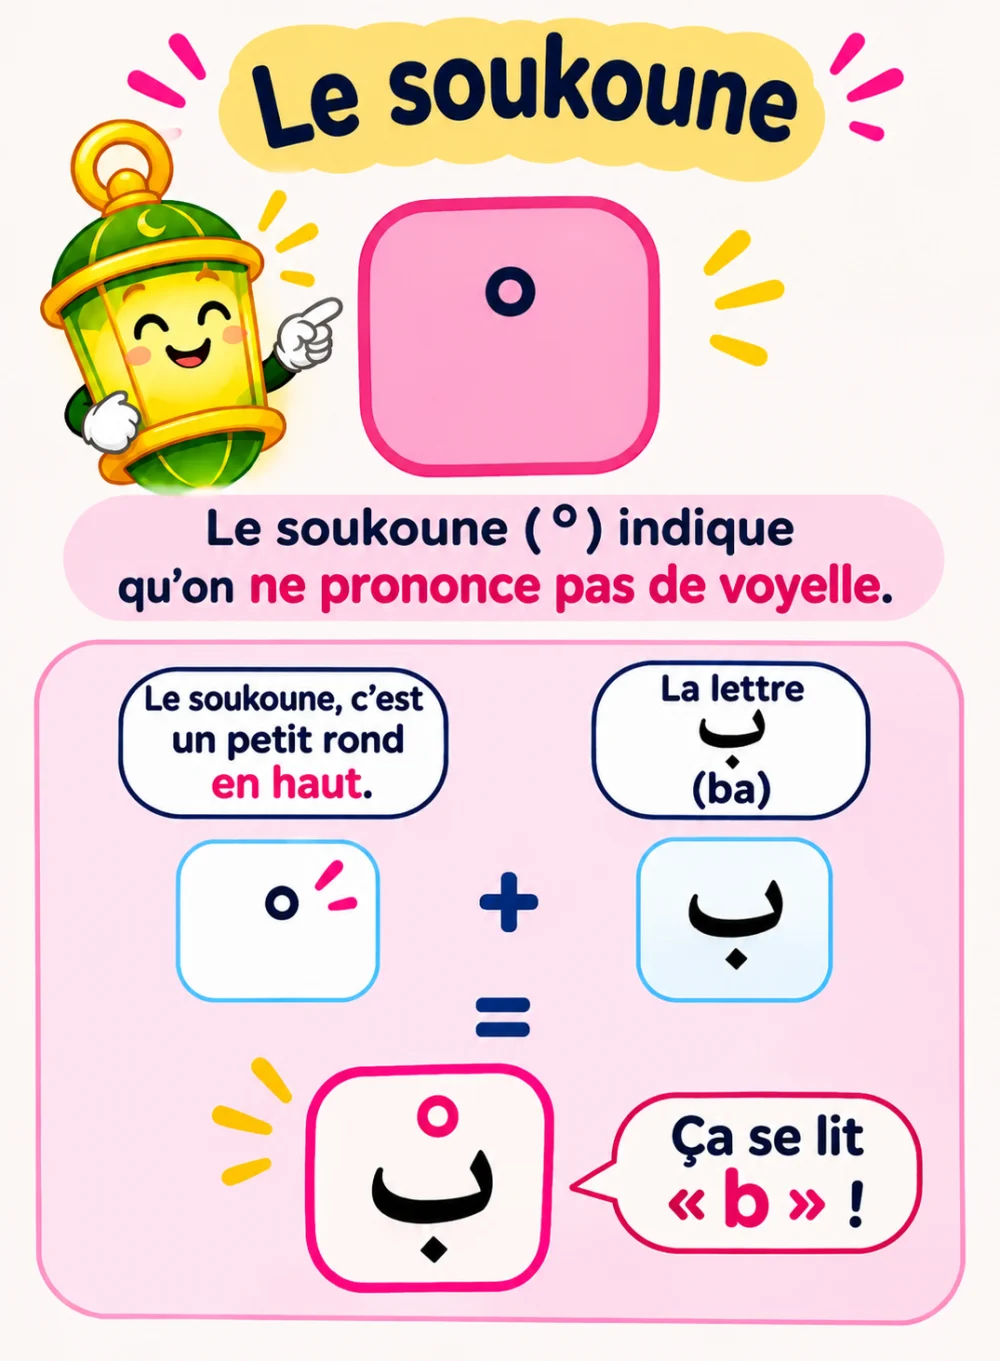 Le soukoune
Le soukoune ( ° ) indique
qu'on ne prononce pas de voyelle.
Le soukoune, c'est
un petit rond
en haut.
La lettre
ب
(ba)
+
ب
=
بْ
Ça se lit
« b » !